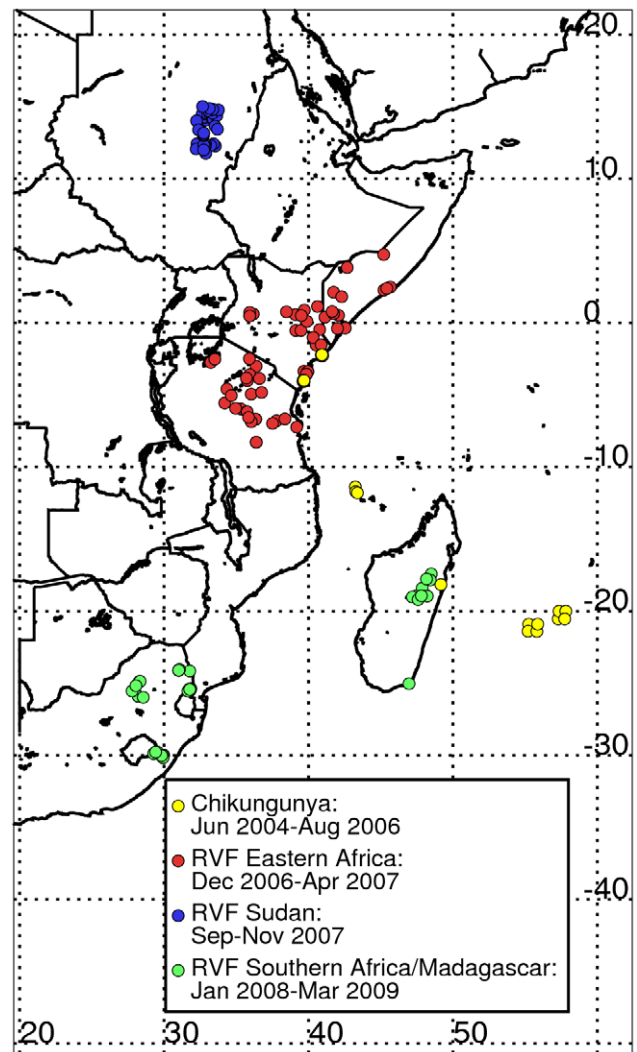 20
10
0
-10
-20
-30
Chikungunya:
Jun 2004-Aug 2006
RVF Eastern Africa:
Dec 2006-Apr 2007
-40
RVF Sudan:
Sep-Nov 2007
RVF Southern Africa/Madagascar:
Jan 2008-Mar 2009
20 30 40 50